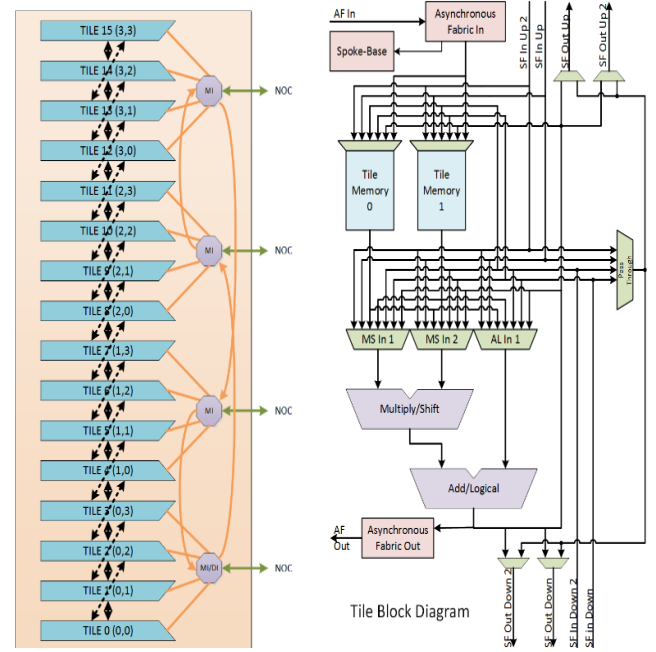 TILE 15 (3,3)
TILE 14 (3,2)
TILE 13 (3,1)
TILE 12 (3,0)
TILE 11 (2,3)
TILE 10 (2,2)
TILE 9 (2,1)
TILE 8 (2,0)
TILE 7 (1,3)
TILE 6 (1,2)
TILE 5 (1,1)
TILE 4 (1,0)
TILE 3 (0,3)
TILE 2 (0,2)
TILE 1 (0,1)
TILE 0 (0,0)
MI
NOC
MI
NOC
MI
NOC
MI/DI
NOC
AF In
Asynchronous
Fabric In
Spoke-Base
SF In Up 2
SF In Up
SF Out Up
SF Out Up 2
Tile
Memory
0
Tile
Memory
1
Pass
Through
MS In 1
MS In 2
AL In 1
Multiply/Shift
Add/Logical
AF
Out
Asynchronous
Fabric Out
SF Out Down 2
SF Out Down
SF In Down 2
SF in Down
Tile Block Diagram